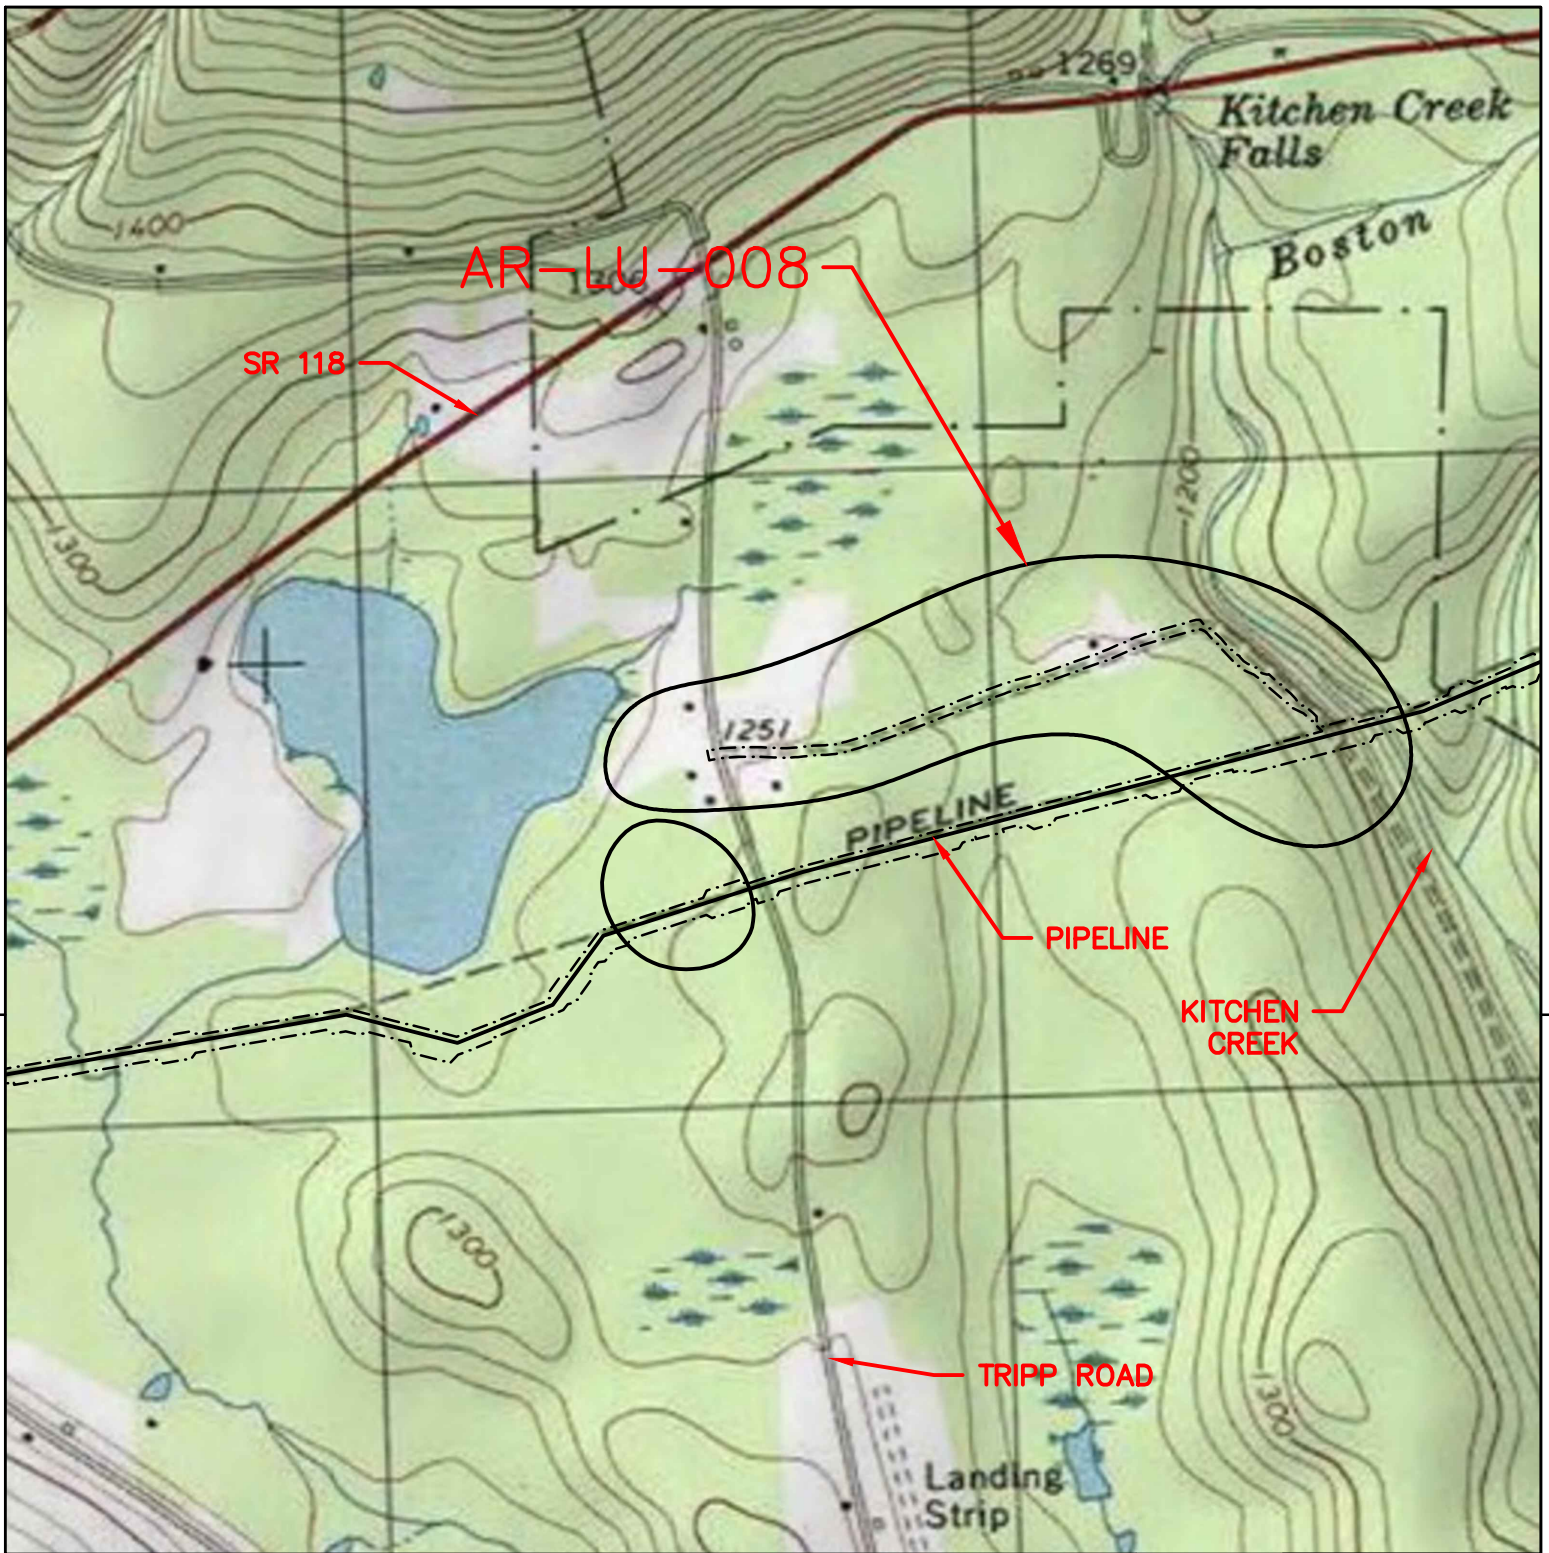 1269
Kitchen Creek
Falls
1400
Boston
AR-LU-008
SR 118
1200
1300
1251
PIPELINE
PIPELINE
KITCHEN
CREEK
1300
TRIPP ROAD
1300
Landing
Strip